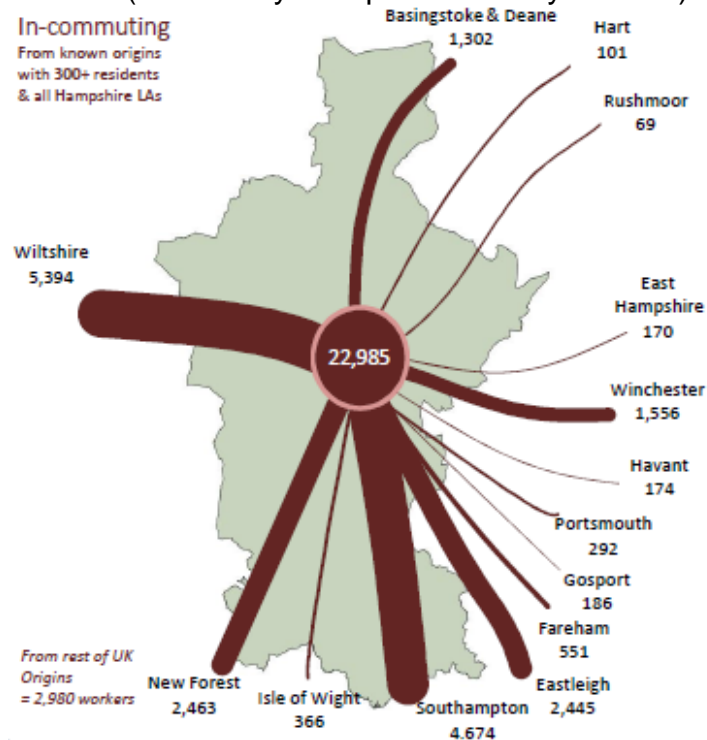 In-commuting
From known origins
with 300+ residents
& all Hampshire LAs
Basingstoke & Deane
1,302
Hart
101
Rushmoor
69
Wiltshire
5,394
East
Hampshire
170
22,985
Winchester
1,556
Havant
174
Portsmouth
292
Gosport
186
Fareham
551
Eastleigh
2,445
Southampton
4.674
Isle of Wight
366
New Forest
2,463
From rest of UK
Origins
= 2,980 workers